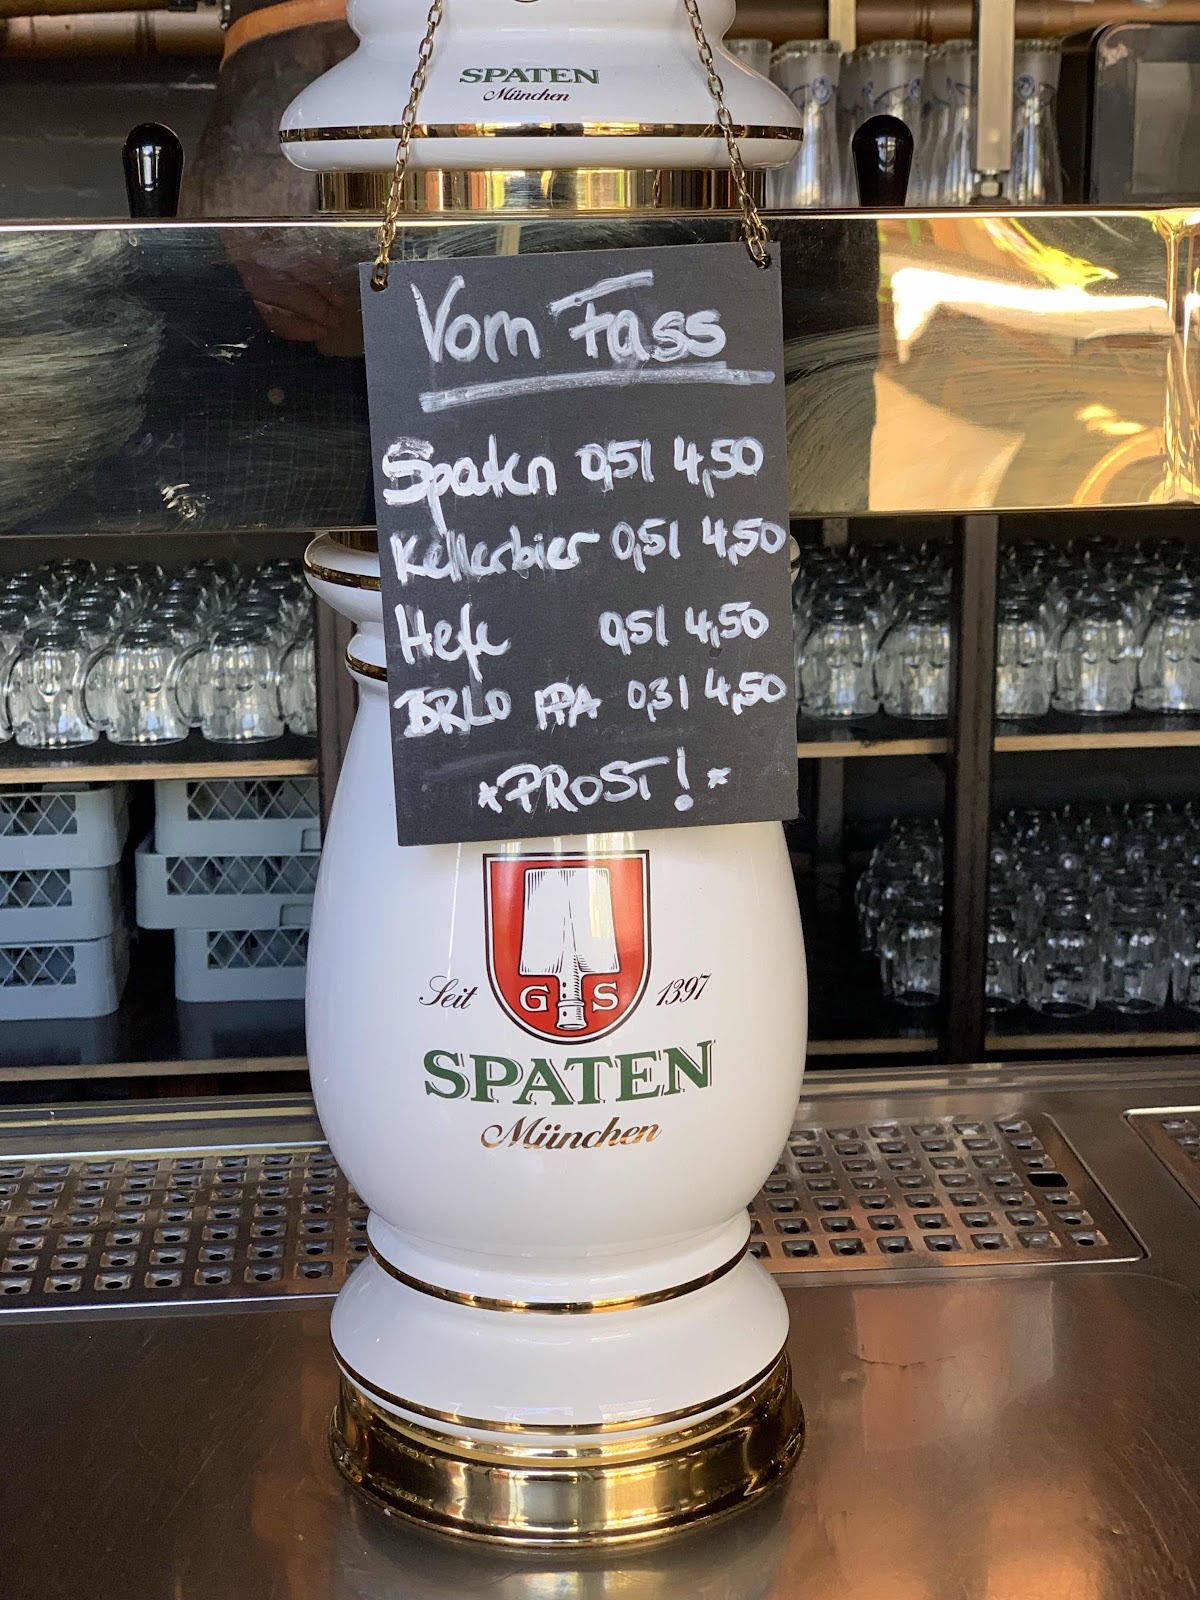 SPATEN
München
Vom Fass
Spaten 0,5l 4,50
Kellerbier 0,5l 4,50
Hefe 0,5l 4,50
BRLO IPA 0,3l 4,50
*PROST!*
G S
Seit 1397
SPATEN
München